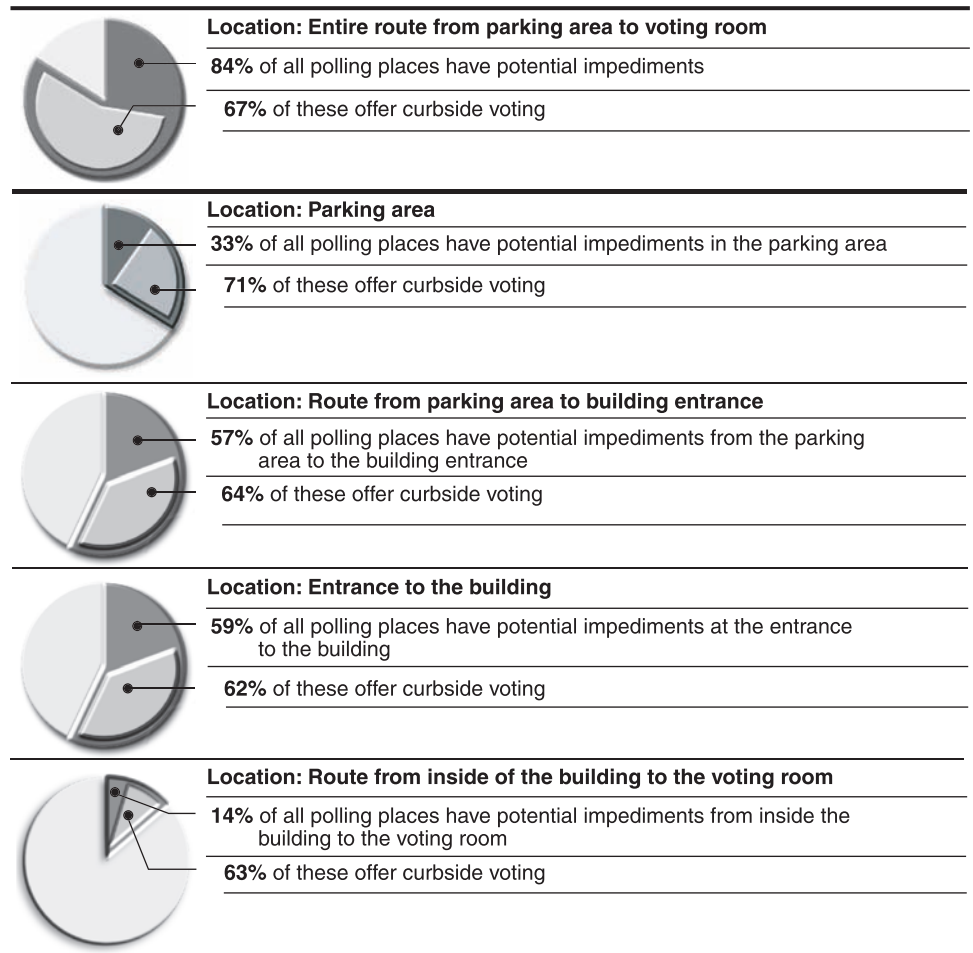 Location: Entire route from parking area to voting room
84% of all polling places have potential impediments
67% of these offer curbside voting
Location: Parking area
33% of all polling places have potential impediments in the parking area
71% of these offer curbside voting
Location: Route from parking area to building entrance
57% of all polling places have potential impediments from the parking
area to the building entrance
64% of these offer curbside voting
Location: Entrance to the building
59% of all polling places have potential impediments at the entrance
to the building
62% of these offer curbside voting
Location: Route from inside of the building to the voting room
14% of all polling places have potential impediments from inside the
building to the voting room
63% of these offer curbside voting